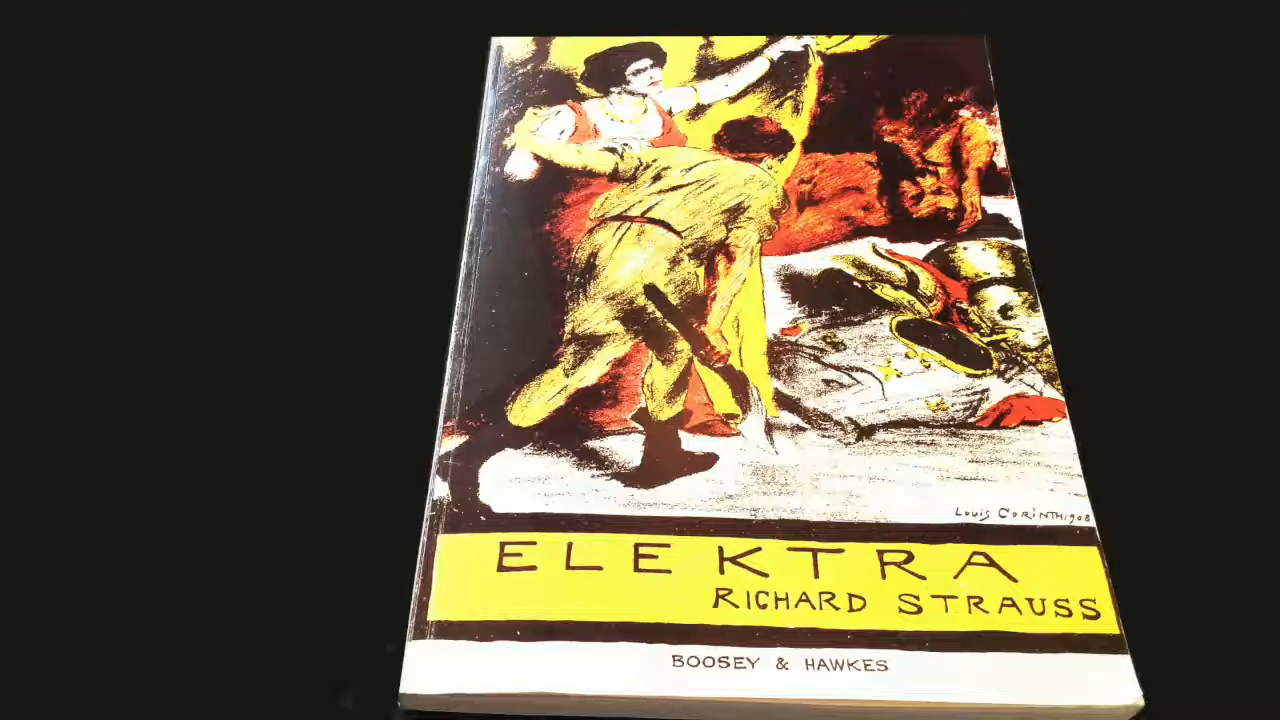 Louis Corinth 1908
ELEKTRA
RICHARD STRAUSS
BOOSEY & HAWKES